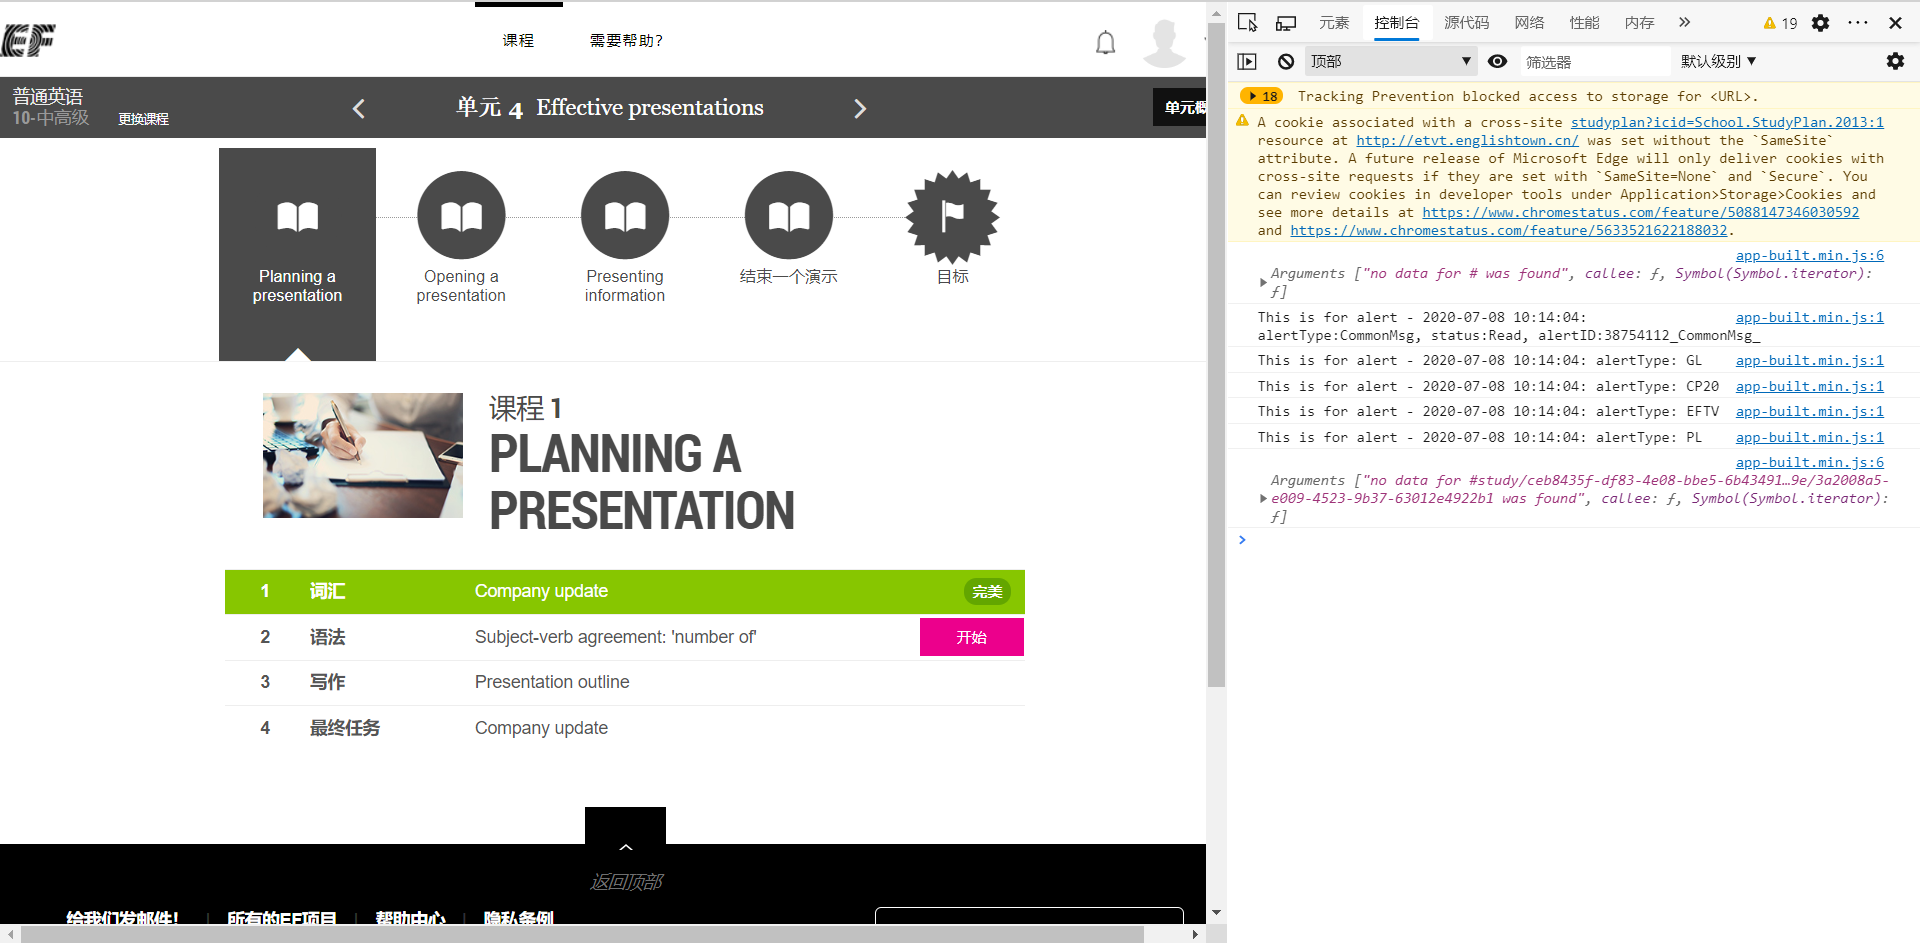 EF
课程
需要帮助?
普通英语
10-中高级
更换课程
单元 4 Effective presentations
单元概
Planning a
presentation
Opening a
presentation
Presenting
information
结束一个演示
目标
课程 1
PLANNING A
PRESENTATION
1 词汇 Company update 完美
2 语法 Subject-verb agreement: 'number of' 开始
3 写作 Presentation outline
4 最终任务 Company update
返回顶部
给我们发邮件! | 所有的EF项目 | 帮助中心 | 隐私条例
元素 控制台 源代码 网络 性能 内存 » 19
顶部 ▼ 筛选器 默认级别 ▼
18 Tracking Prevention blocked access to storage for <URL>.
A cookie associated with a cross-site studyplan?icid=School.StudyPlan.2013:1
resource at http://etvt.englishtown.cn/ was set without the `SameSite`
attribute. A future release of Microsoft Edge will only deliver cookies with
cross-site requests if they are set with `SameSite=None` and `Secure`. You
can review cookies in developer tools under Application>Storage>Cookies and
see more details at https://www.chromestatus.com/feature/5088147346030592
and https://www.chromestatus.com/feature/5633521622188032.
app-built.min.js:6
Arguments ["no data for # was found", callee: ƒ, Symbol(Symbol.iterator):
ƒ]
This is for alert - 2020-07-08 10:14:04: app-built.min.js:1
alertType:CommonMsg, status:Read, alertID:38754112_CommonMsg_
This is for alert - 2020-07-08 10:14:04: alertType: GL app-built.min.js:1
This is for alert - 2020-07-08 10:14:04: alertType: CP20 app-built.min.js:1
This is for alert - 2020-07-08 10:14:04: alertType: EFTV app-built.min.js:1
This is for alert - 2020-07-08 10:14:04: alertType: PL app-built.min.js:1
app-built.min.js:6
Arguments ["no data for #study/ceb8435f-df83-4e08-bbe5-6b43491…9e/3a2008a5-
e009-4523-9b37-63012e4922b1 was found", callee: ƒ, Symbol(Symbol.iterator):
ƒ]